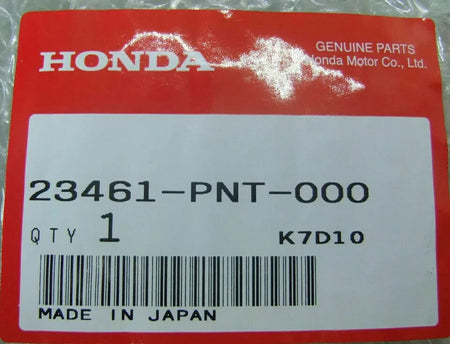 HONDA
GENUINE PARTS
Honda Motor Co., Ltd.
23461-PNT-000
QTY 1 K7D10
MADE IN JAPAN